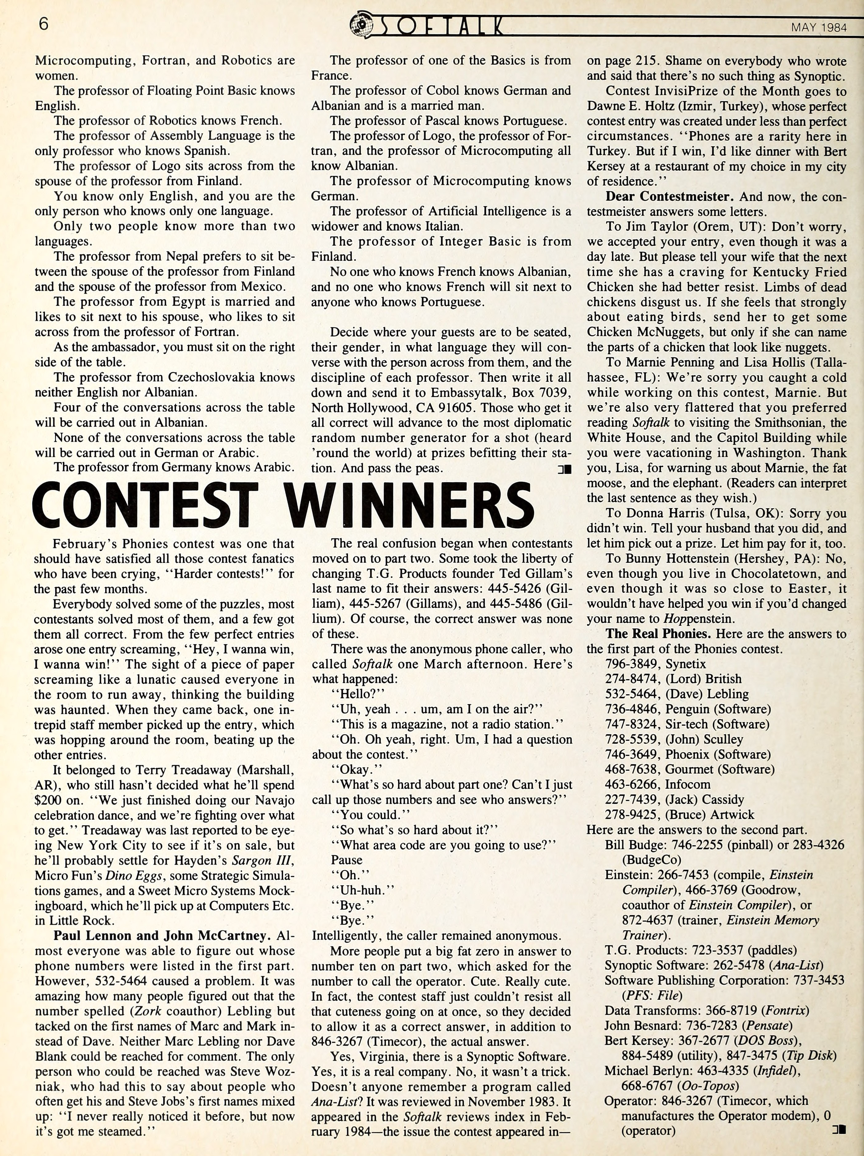 6
SOFTALK
MAY 1984
Microcomputing, Fortran, and Robotics are
women.
The professor of Floating Point Basic knows
English.
The professor of Robotics knows French.
The professor of Assembly Language is the
only professor who knows Spanish.
The professor of Logo sits across from the
spouse of the professor from Finland.
You know only English, and you are the
only person who knows only one language.
Only two people know more than two
languages.
The professor from Nepal prefers to sit be-
tween the spouse of the professor from Finland
and the spouse of the professor from Mexico.
The professor from Egypt is married and
likes to sit next to his spouse, who likes to sit
across from the professor of Fortran.
As the ambassador, you must sit on the right
side of the table.
The professor from Czechoslovakia knows
neither English nor Albanian.
Four of the conversations across the table
will be carried out in Albanian.
None of the conversations across the table
will be carried out in German or Arabic.
The professor from Germany knows Arabic.
The professor of one of the Basics is from
France.
The professor of Cobol knows German and
Albanian and is a married man.
The professor of Pascal knows Portuguese.
The professor of Logo, the professor of For-
tran, and the professor of Microcomputing all
know Albanian.
The professor of Microcomputing knows
German.
The professor of Artificial Intelligence is a
widower and knows Italian.
The professor of Integer Basic is from
Finland.
No one who knows French knows Albanian,
and no one who knows French will sit next to
anyone who knows Portuguese.
Decide where your guests are to be seated,
their gender, in what language they will con-
verse with the person across from them, and the
discipline of each professor. Then write it all
down and send it to Embassytalk, Box 7039,
North Hollywood, CA 91605. Those who get it
all correct will advance to the most diplomatic
random number generator for a shot (heard
'round the world) at prizes befitting their sta-
tion. And pass the peas.
CONTEST WINNERS
February's Phonies contest was one that
should have satisfied all those contest fanatics
who have been crying, "Harder contests!" for
the past few months.
Everybody solved some of the puzzles, most
contestants solved most of them, and a few got
them all correct. From the few perfect entries
arose one entry screaming, "Hey, I wanna win,
I wanna win!" The sight of a piece of paper
screaming like a lunatic caused everyone in
the room to run away, thinking the building
was haunted. When they came back, one in-
trepid staff member picked up the entry, which
was hopping around the room, beating up the
other entries.
It belonged to Terry Treadaway (Marshall,
AR), who still hasn't decided what he'll spend
$200 on. "We just finished doing our Navajo
celebration dance, and we're fighting over what
to get." Treadaway was last reported to be eye-
ing New York City to see if it's on sale, but
he'll probably settle for Hayden's Sargon III,
Micro Fun's Dino Eggs, some Strategic Simula-
tions games, and a Sweet Micro Systems Mock-
ingboard, which he'll pick up at Computers Etc.
in Little Rock.
Paul Lennon and John McCartney. Al-
most everyone was able to figure out whose
phone numbers were listed in the first part.
However, 532-5464 caused a problem. It was
amazing how many people figured out that the
number spelled (Zork coauthor) Lebling but
tacked on the first names of Marc and Mark in-
stead of Dave. Neither Marc Lebling nor Dave
Blank could be reached for comment. The only
person who could be reached was Steve Woz-
niak, who had this to say about people who
often get his and Steve Jobs's first names mixed
up: "I never really noticed it before, but now
it's got me steamed."
The real confusion began when contestants
moved on to part two. Some took the liberty of
changing T.G. Products founder Ted Gillam's
last name to fit their answers: 445-5426 (Gil-
liam), 445-5267 (Gillams), and 445-5486 (Gil-
lium). Of course, the correct answer was none
of these.
There was the anonymous phone caller, who
called Softalk one March afternoon. Here's
what happened:
"Hello?"
"Uh, yeah . . . um, am I on the air?"
"This is a magazine, not a radio station."
"Oh. Oh yeah, right. Um, I had a question
about the contest."
"Okay."
"What's so hard about part one? Can't I just
call up those numbers and see who answers?"
"You could."
"So what's so hard about it?"
"What area code are you going to use?"
Pause
"Oh."
"Uh-huh."
"Bye."
"Bye."
Intelligently, the caller remained anonymous.
More people put a big fat zero in answer to
number ten on part two, which asked for the
number to call the operator. Cute. Really cute.
In fact, the contest staff just couldn't resist all
that cuteness going on at once, so they decided
to allow it as a correct answer, in addition to
846-3267 (Timecor), the actual answer.
Yes, Virginia, there is a Synoptic Software.
Yes, it is a real company. No, it wasn't a trick.
Doesn't anyone remember a program called
Ana-List? It was reviewed in November 1983. It
appeared in the Softalk reviews index in Feb-
ruary 1984—the issue the contest appeared in—
on page 215. Shame on everybody who wrote
and said that there's no such thing as Synoptic.
Contest InvisiPrize of the Month goes to
Dawne E. Holtz (Izmir, Turkey), whose perfect
contest entry was created under less than perfect
circumstances. "Phones are a rarity here in
Turkey. But if I win, I'd like dinner with Bert
Kersey at a restaurant of my choice in my city
of residence."
Dear Contestmeister. And now, the con-
testmeister answers some letters.
To Jim Taylor (Orem, UT): Don't worry,
we accepted your entry, even though it was a
day late. But please tell your wife that the next
time she has a craving for Kentucky Fried
Chicken she had better resist. Limbs of dead
chickens disgust us. If she feels that strongly
about eating birds, send her to get some
Chicken McNuggets, but only if she can name
the parts of a chicken that look like nuggets.
To Marnie Penning and Lisa Hollis (Talla-
hassee, FL): We're sorry you caught a cold
while working on this contest, Marnie. But
we're also very flattered that you preferred
reading Softalk to visiting the Smithsonian, the
White House, and the Capitol Building while
you were vacationing in Washington. Thank
you, Lisa, for warning us about Marnie, the fat
moose, and the elephant. (Readers can interpret
the last sentence as they wish.)
To Donna Harris (Tulsa, OK): Sorry you
didn't win. Tell your husband that you did, and
let him pick out a prize. Let him pay for it, too.
To Bunny Hottenstein (Hershey, PA): No,
even though you live in Chocolatetown, and
even though it was so close to Easter, it
wouldn't have helped you win if you'd changed
your name to Hoppenstein.
The Real Phonies. Here are the answers to
the first part of the Phonies contest.
796-3849, Synetix
274-8474, (Lord) British
532-5464, (Dave) Lebling
736-4846, Penguin (Software)
747-8324, Sir-tech (Software)
728-5539, (John) Sculley
746-3649, Phoenix (Software)
468-7638, Gourmet (Software)
463-6266, Infocom
227-7439, (Jack) Cassidy
278-9425, (Bruce) Artwick
Here are the answers to the second part.
Bill Budge: 746-2255 (pinball) or 283-4326
(BudgeCo)
Einstein: 266-7453 (compile, Einstein
Compiler), 466-3769 (Goodrow,
coauthor of Einstein Compiler), or
872-4637 (trainer, Einstein Memory
Trainer).
T.G. Products: 723-3537 (paddles)
Synoptic Software: 262-5478 (Ana-List)
Software Publishing Corporation: 737-3453
(PFS: File)
Data Transforms: 366-8719 (Fontrix)
John Besnard: 736-7283 (Pensate)
Bert Kersey: 367-2677 (DOS Boss),
884-5489 (utility), 847-3475 (Tip Disk)
Michael Berlyn: 463-4335 (Infidel),
668-6767 (Oo-Topos)
Operator: 846-3267 (Timecor, which
manufactures the Operator modem), 0
(operator)